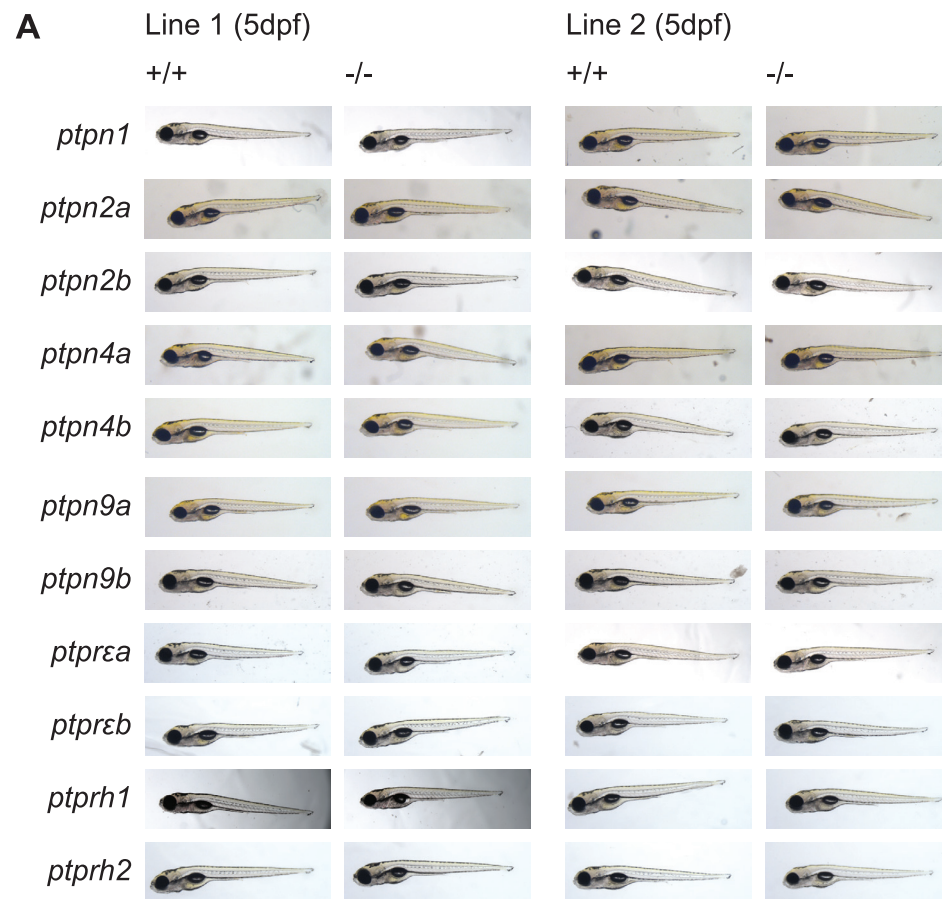 A
Line 1 (5dpf) Line 2 (5dpf)
+/+ -/- +/+ -/-
ptpn1
ptpn2a
ptpn2b
ptpn4a
ptpn4b
ptpn9a
ptpn9b
ptprεa
ptprεb
ptprh1
ptprh2